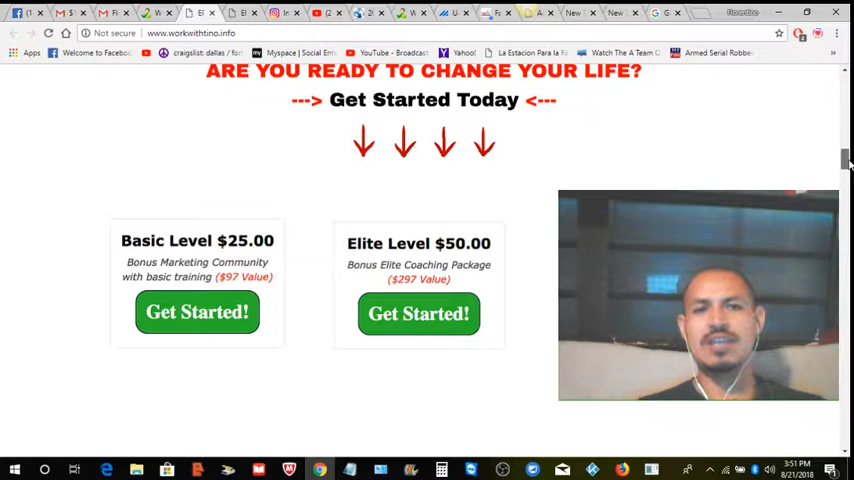 Florentino
Not secure | www.workwithtino.info
Apps Welcome to Facebook craigslist: dallas / fort Myspace | Social Ente YouTube - Broadcast Yahoo! La Estacion Para la F Watch The A Team O Armed Serial Robbe »
ARE YOU READY TO CHANGE YOUR LIFE?
---> Get Started Today <---
Basic Level $25.00
Bonus Marketing Community
with basic training ($97 Value)
Get Started!
Elite Level $50.00
Bonus Elite Coaching Package
($297 Value)
Get Started!
3:51 PM
8/21/2018